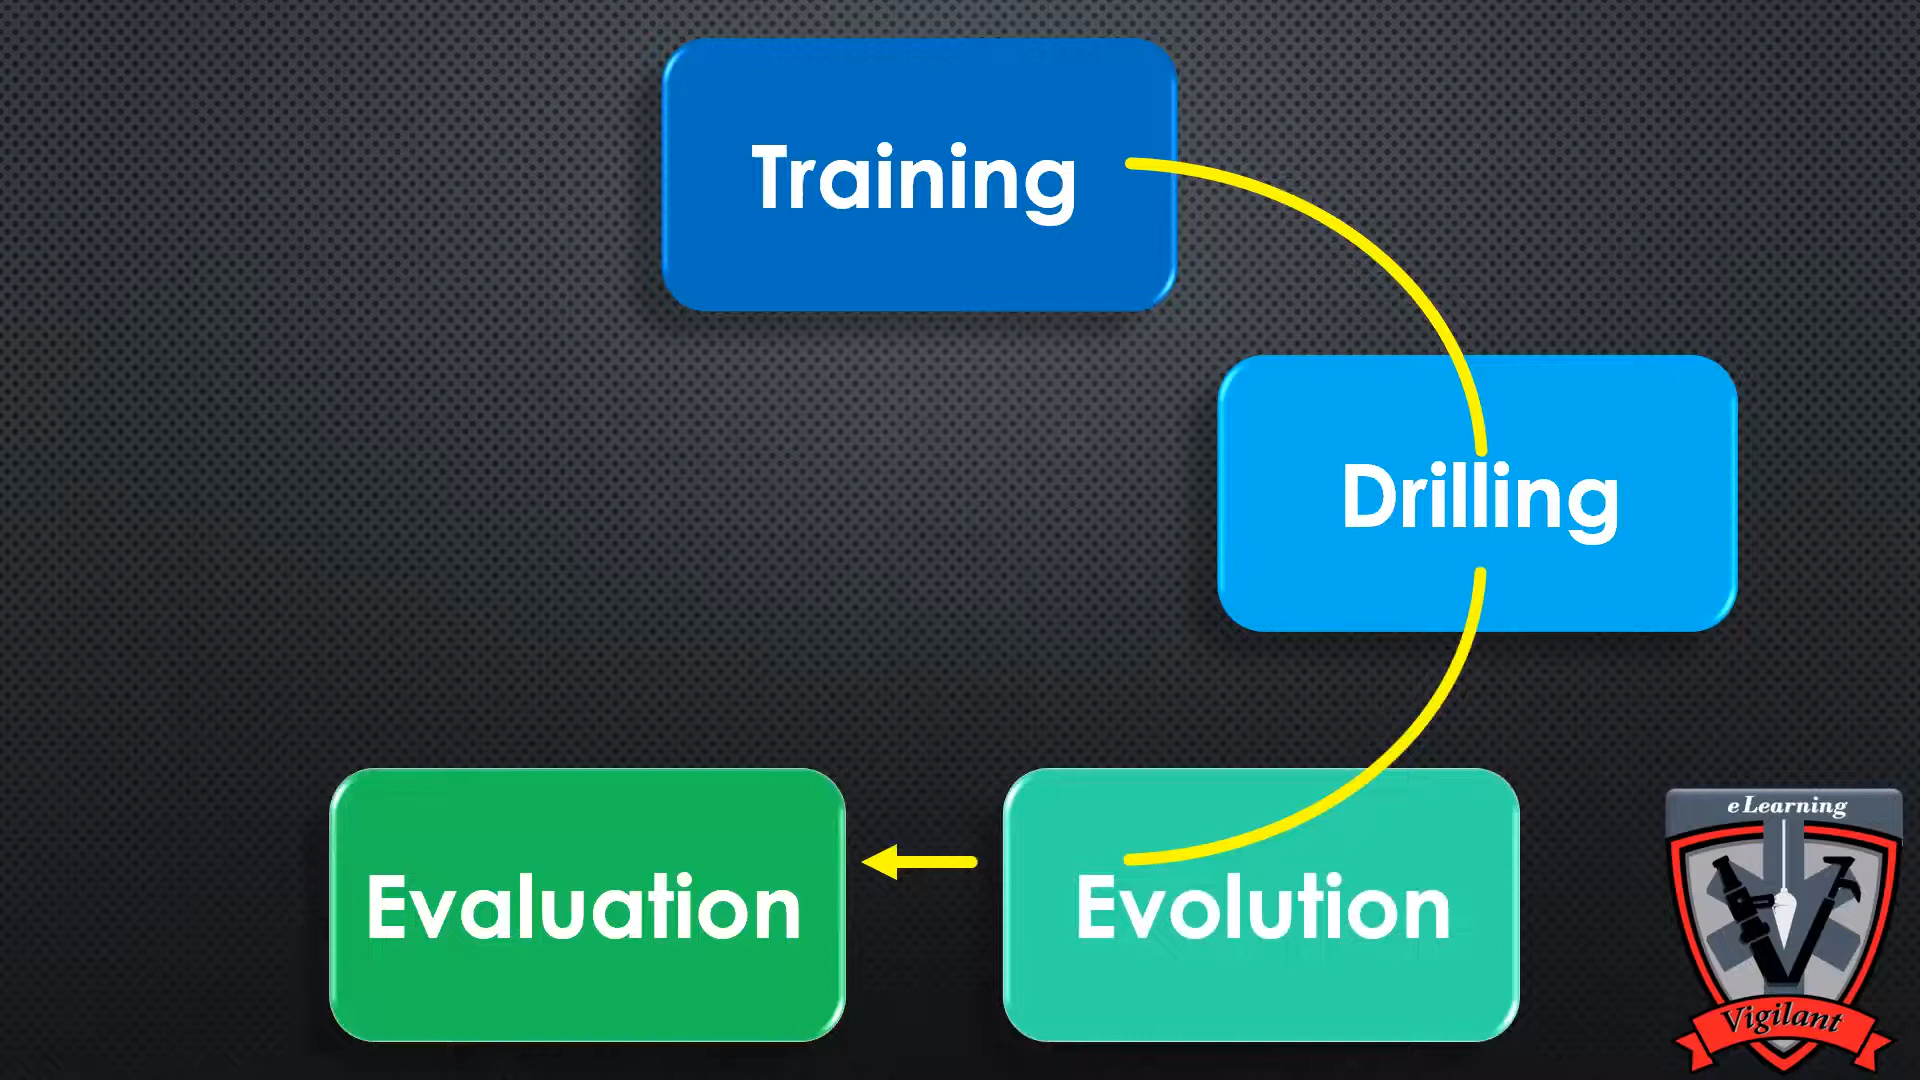 Training
Drilling
Evaluation
Evolution
eLearning
Vigilant